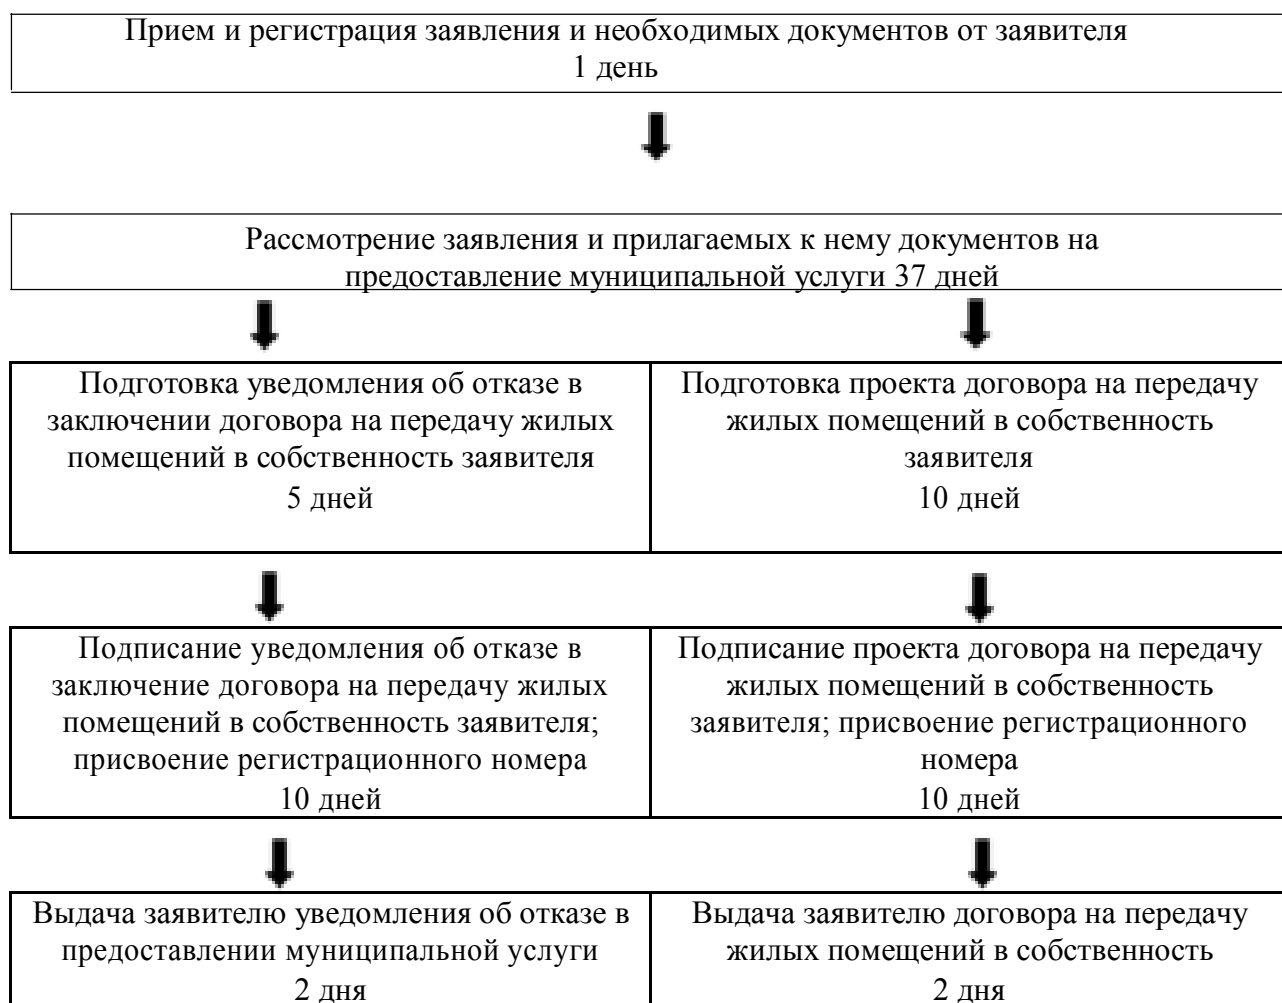 Прием и регистрация заявления и необходимых документов от заявителя
1 день
Рассмотрение заявления и прилагаемых к нему документов на
предоставление муниципальной услуги 37 дней
Подготовка уведомления об отказе в
заключении договора на передачу жилых
помещений в собственность заявителя
5 дней
Подготовка проекта договора на передачу
жилых помещений в собственность
заявителя
10 дней
Подписание уведомления об отказе в
заключение договора на передачу жилых
помещений в собственность заявителя;
присвоение регистрационного номера
10 дней
Подписание проекта договора на передачу
жилых помещений в собственность
заявителя; присвоение регистрационного
номера
10 дней
Выдача заявителю уведомления об отказе в
предоставлении муниципальной услуги
2 дня
Выдача заявителю договора на передачу
жилых помещений в собственность
2 дня